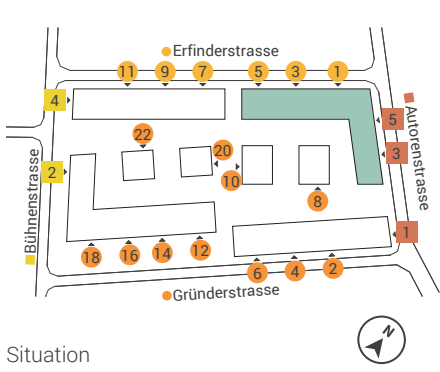 Erfinderstrasse
11 9 7 5 3 1
4
5
Autorenstrasse
22
20
3
2
10
8
Bühnenstrasse
1
18 16 14 12
6 4 2
Gründerstrasse
N
Situation